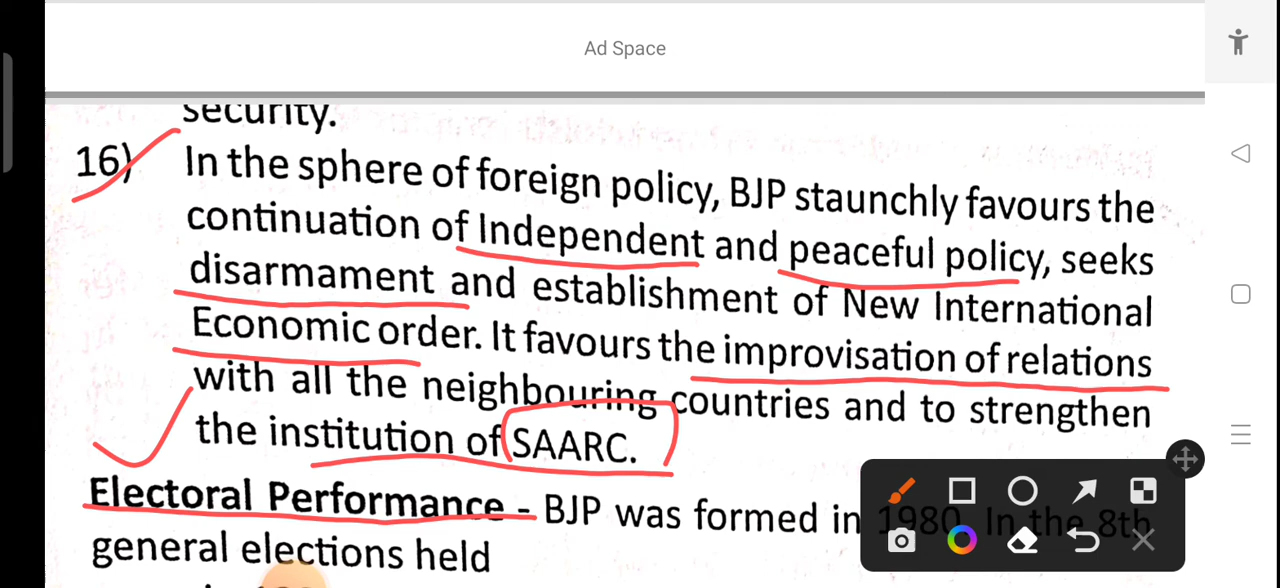 Ad Space
security.
16) In the sphere of foreign policy, BJP staunchly favours the
continuation of Independent and peaceful policy, seeks
disarmament and establishment of New International
Economic order. It favours the improvisation of relations
with all the neighbouring countries and to strengthen
the institution of SAARC.
Electoral Performance - BJP was formed in 1980. In the 8th
general elections held